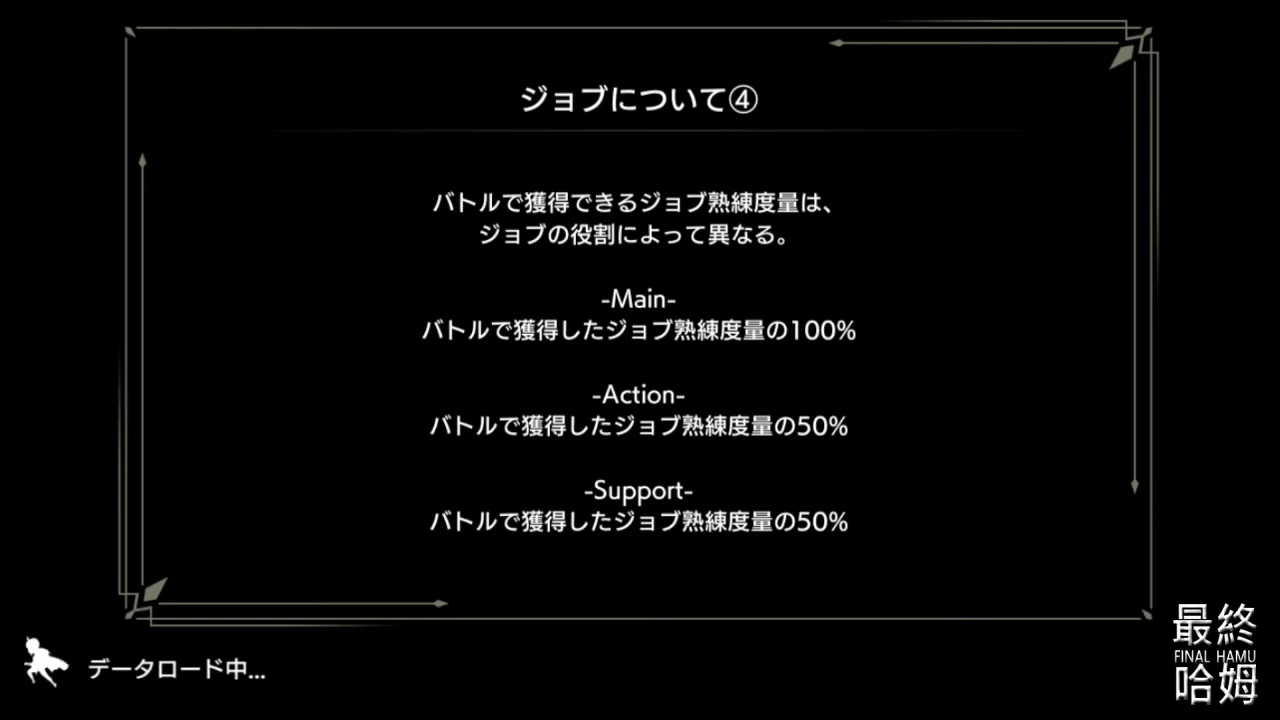 ジョブについて④
バトルで獲得できるジョブ熟練度量は、
ジョブの役割によって異なる。
-Main-
バトルで獲得したジョブ熟練度量の100%
-Action-
バトルで獲得したジョブ熟練度量の50%
-Support-
バトルで獲得したジョブ熟練度量の50%
データロード中...
最終
FINAL HAMU
哈姆